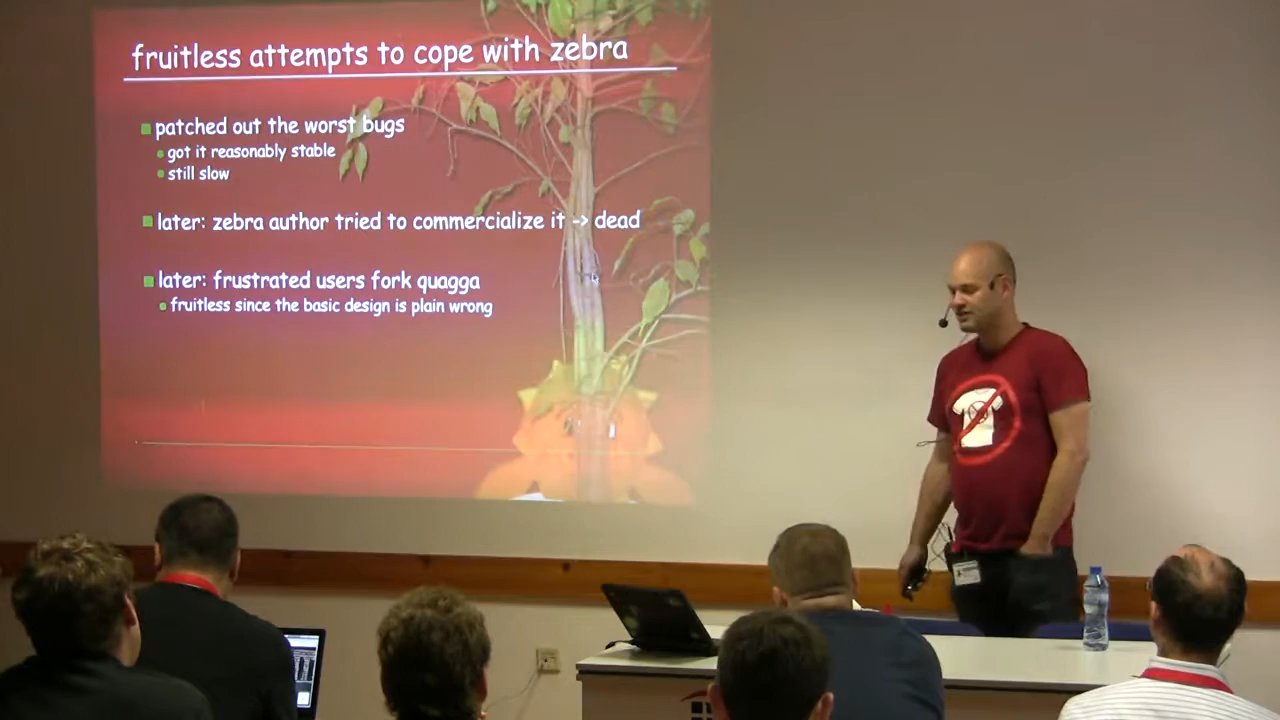 fruitless attempts to cope with zebra
patched out the worst bugs
got it reasonably stable
still slow
later: zebra author tried to commercialize it -> dead
later: frustrated users fork quagga
fruitless since the basic design is plain wrong